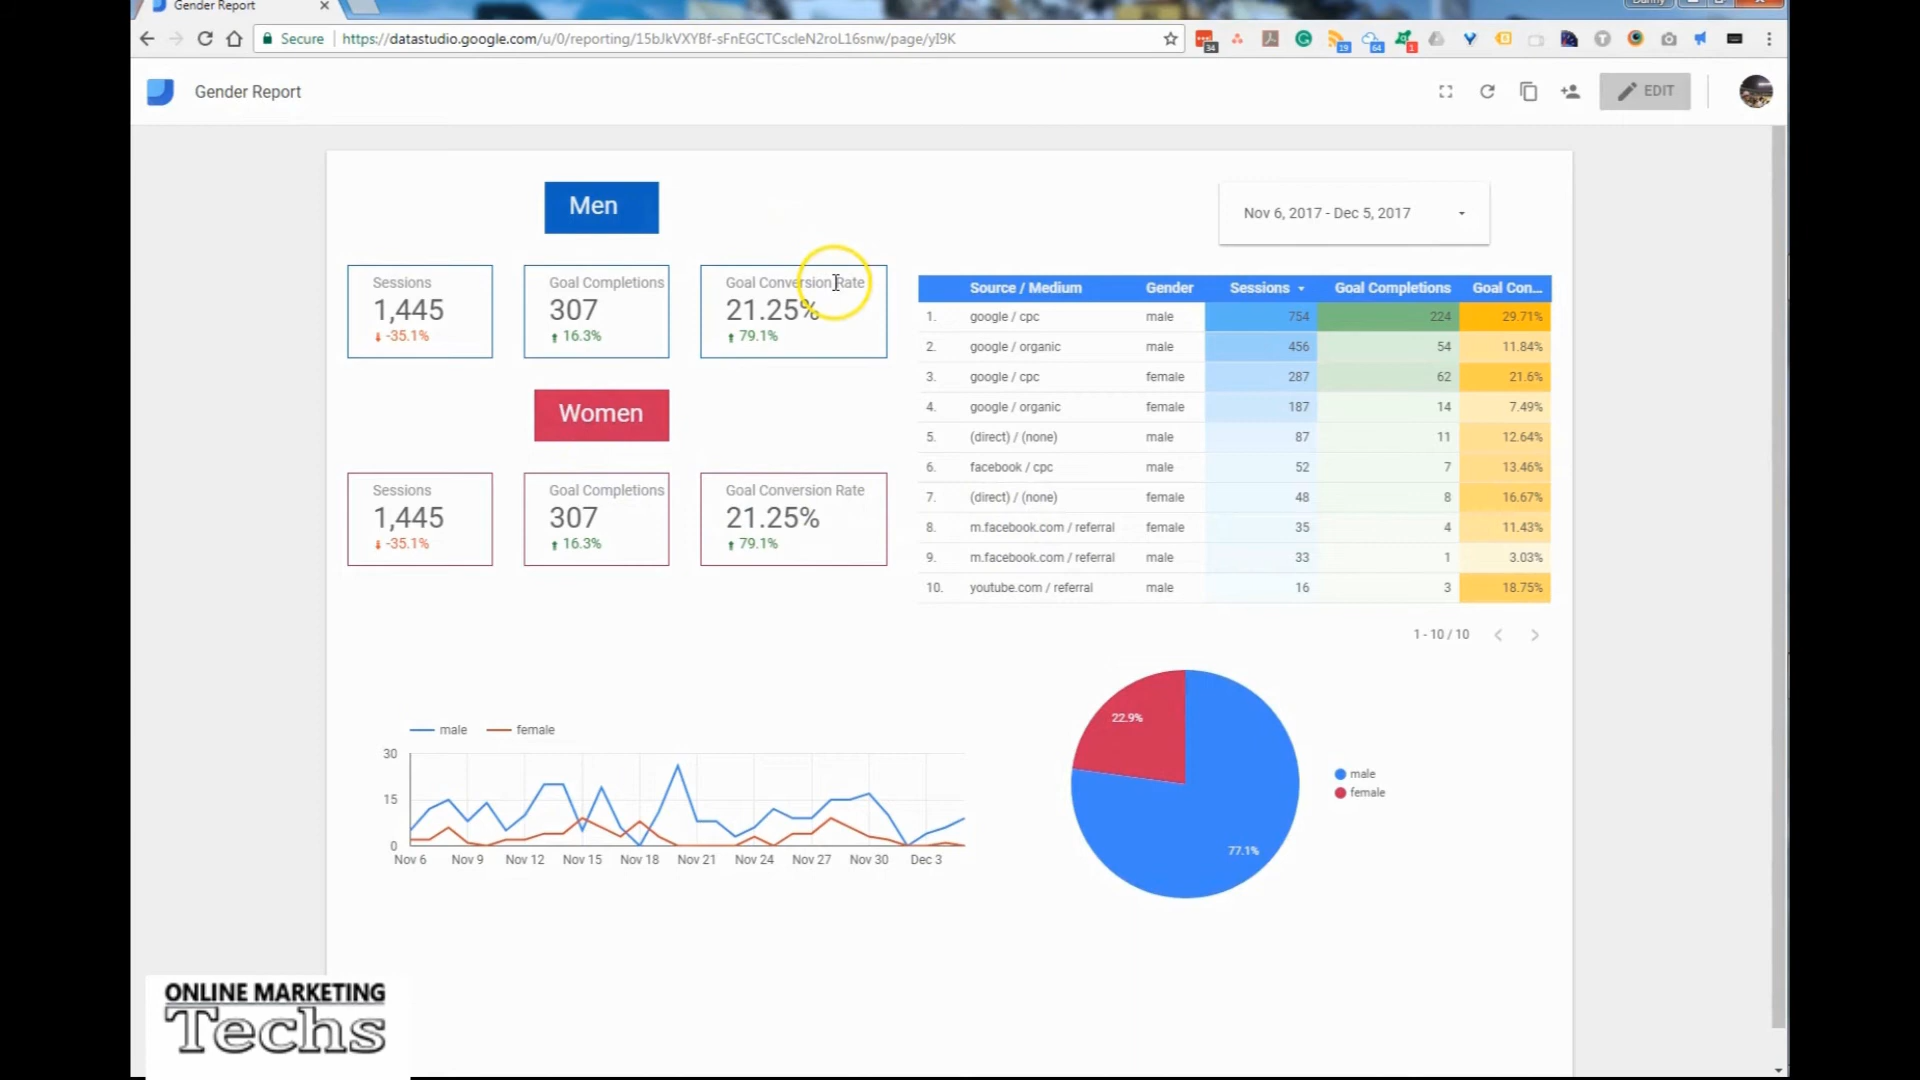 Gender Report
Danny
Secure
https://datastudio.google.com/u/0/reporting/15bJkVXYBf-sFnEGCTCscleN2roL16snw/page/yI9K
34
19
64
1
Gender Report
EDIT
Men
Nov 6, 2017 - Dec 5, 2017
Sessions
1,445
-35.1%
Goal Completions
307
16.3%
Goal Conversion Rate
21.25%
79.1%
Women
Sessions
1,445
-35.1%
Goal Completions
307
16.3%
Goal Conversion Rate
21.25%
79.1%
Source / Medium Gender Sessions Goal Completions Goal Con...
1. google / cpc male 754 224 29.71%
2. google / organic male 456 54 11.84%
3. google / cpc female 287 62 21.6%
4. google / organic female 187 14 7.49%
5. (direct) / (none) male 87 11 12.64%
6. facebook / cpc male 52 7 13.46%
7. (direct) / (none) female 48 8 16.67%
8. m.facebook.com / referral female 35 4 11.43%
9. m.facebook.com / referral male 33 1 3.03%
10. youtube.com / referral male 16 3 18.75%
1 - 10 / 10
male female
30
15
0
Nov 6 Nov 9 Nov 12 Nov 15 Nov 18 Nov 21 Nov 24 Nov 27 Nov 30 Dec 3
22.9%
77.1%
male
female
ONLINE MARKETING
Techs